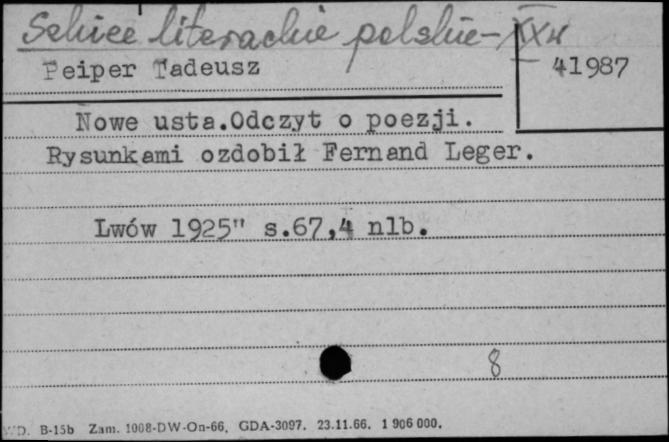 Szkice literackie polskie - XX w
Peiper Tadeusz
41987
Nowe usta.Odczyt o poezji.
Rysunkami ozdobił Fernand Leger.
Lwów 1925" s.67,4 nlb.
8
D. B-15b Zam. 1008-DW-On-66. GDA-3097. 23.11.66. 1 906 000.